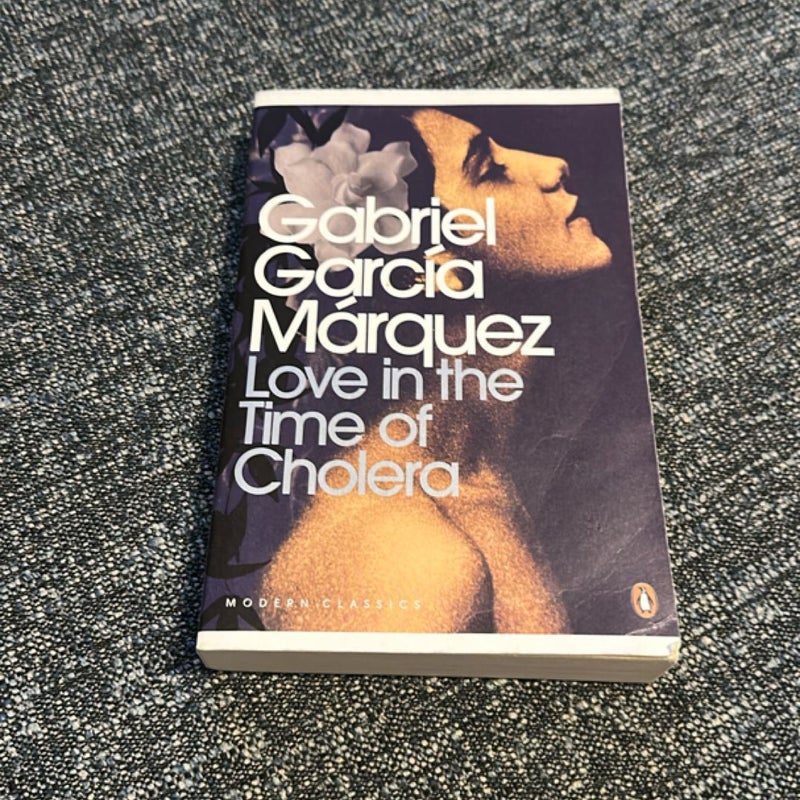 Gabriel
García
Márquez
Love in the
Time of
Cholera
MODERN CLASSICS